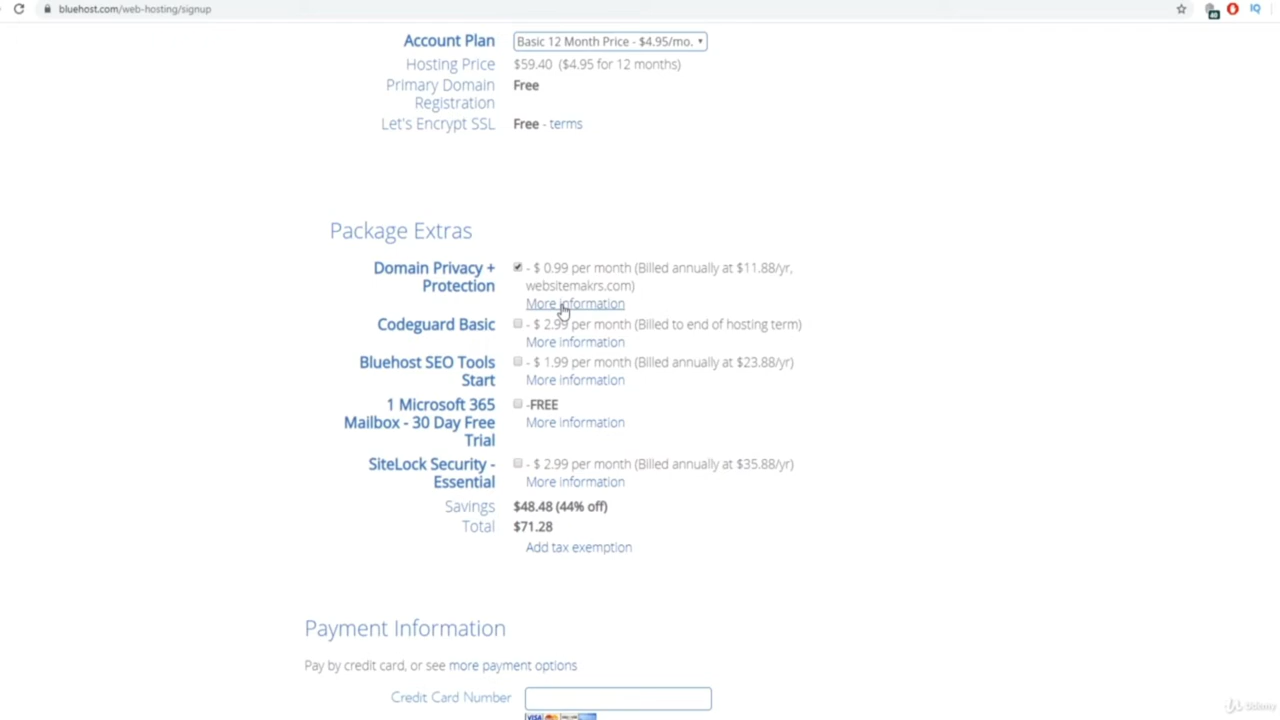 bluehost.com/web-hosting/signup
40
IQ
Account Plan Basic 12 Month Price - $4.95/mo.
Hosting Price $59.40 ($4.95 for 12 months)
Primary Domain Free
Registration
Let's Encrypt SSL Free - terms
Package Extras
Domain Privacy + - $ 0.99 per month (Billed annually at $11.88/yr,
Protection websitemakrs.com)
More information
Codeguard Basic - $ 2.99 per month (Billed to end of hosting term)
More information
Bluehost SEO Tools - $ 1.99 per month (Billed annually at $23.88/yr)
Start More information
1 Microsoft 365 -FREE
Mailbox - 30 Day Free More information
Trial
SiteLock Security - - $ 2.99 per month (Billed annually at $35.88/yr)
Essential More information
Savings $48.48 (44% off)
Total $71.28
Add tax exemption
Payment Information
Pay by credit card, or see more payment options
Credit Card Number
VISA
Udemy